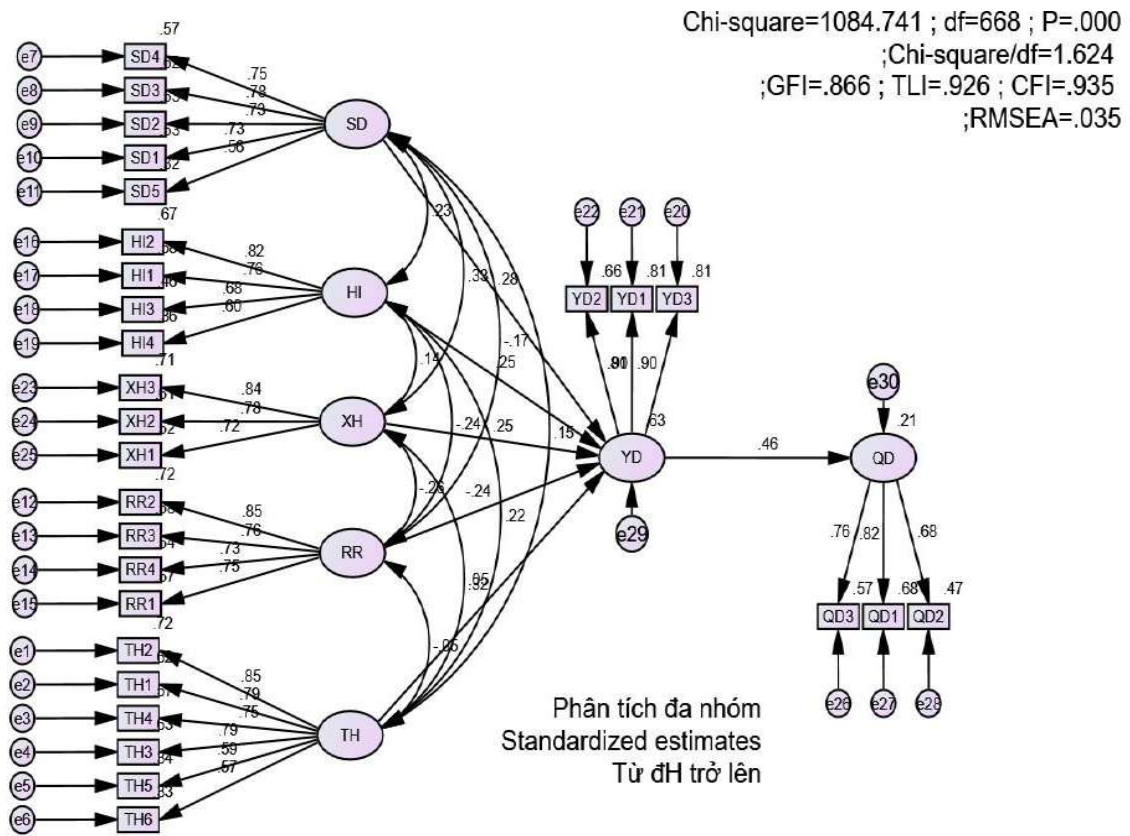 Chi-square=1084.741 ; df=668 ; P=.000
;Chi-square/df=1.624
;GFI=.866 ; TLI=.926 ; CFI=.935
;RMSEA=.035
.57
e7 SD4
.75
e8 SD3
.78
e9 SD2
.73
SD
e10 SD1
.73
e11 SD5
.56
.67
e16 HI2
.82
e17 HI1
.76
HI
e18 HI3
.68
e19 HI4
.60
.71
e23 XH3
.84
e24 XH2
.78
XH
e25 XH1
.72
.72
e12 RR2
.85
e13 RR3
.76
RR
e14 RR4
.73
e15 RR1
.75
.72
e1 TH2
.85
e2 TH1
.79
e3 TH4
.75
TH
e4 TH3
.79
e5 TH5
.59
e6 TH6
.57
.23
.33
.28
-.17
.25
.14
-.24
.25
.15
-.26
-.24
.22
-.05
e22 e21 e20
.66 .81 .81
YD2 YD1 YD3
.90
.63
YD
e29
.46
e30
.21
QD
.76 .82 .68
.57 .68 .47
QD3 QD1 QD2
e26 e27 e28
Phân tích đa nhóm
Standardized estimates
Từ đH trở lên